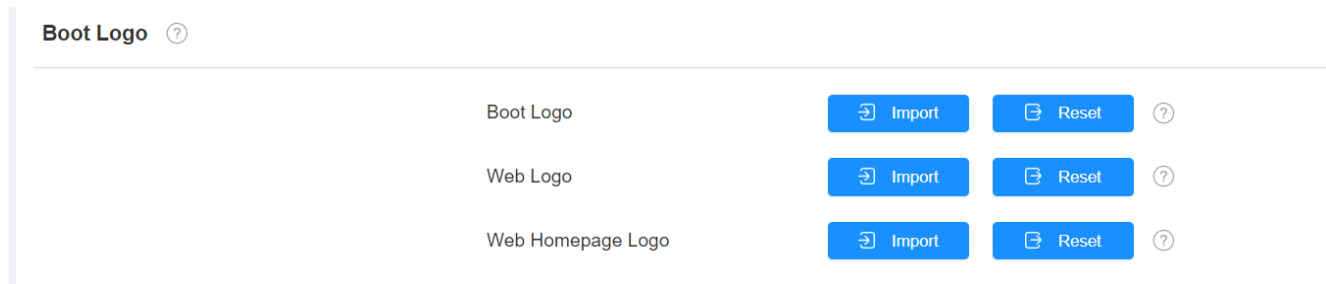 Boot Logo ?
Boot Logo Import Reset ?
Web Logo Import Reset ?
Web Homepage Logo Import Reset ?